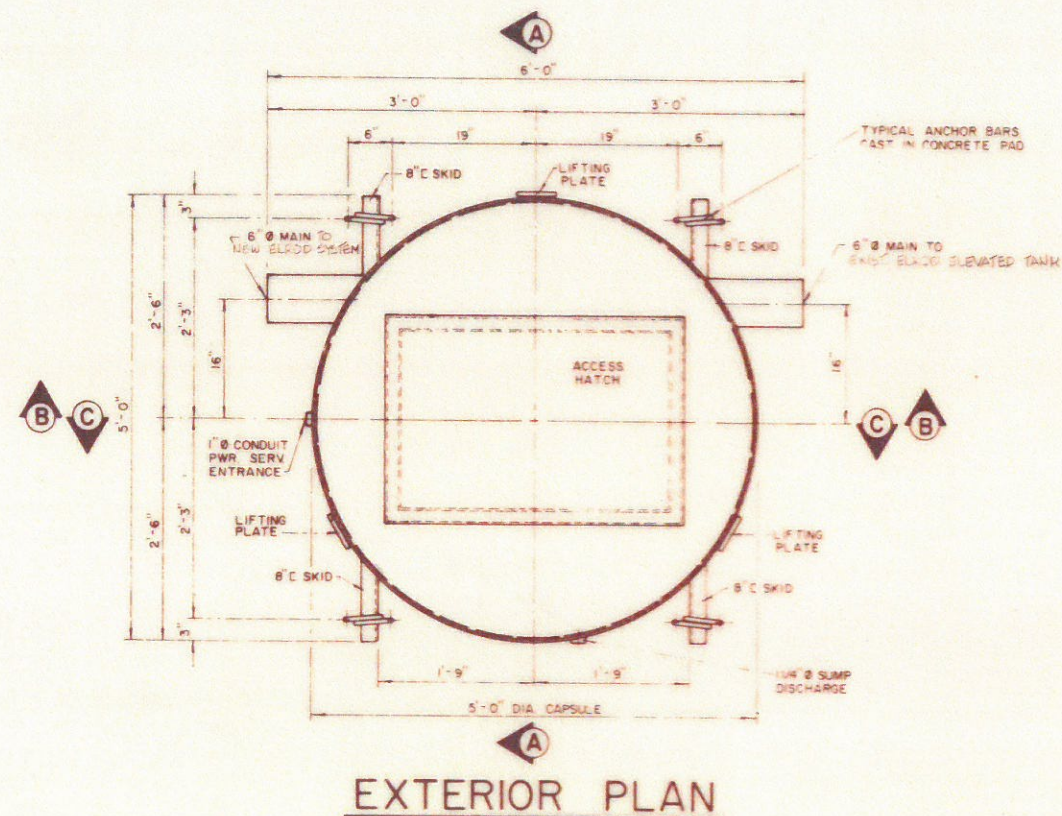 A
6'-0"
3'-0" 3'-0"
6" 19" 19" 6"
TYPICAL ANCHOR BARS
CAST IN CONCRETE PAD
8"[ SKID
LIFTING
PLATE
3"
6" Ø MAIN TO
NEW ELROD SYSTEM
8"[ SKID
6" Ø MAIN TO
EXIST ELROD ELEVATED TANK
2'-6"
2'-3"
16"
16"
ACCESS
HATCH
B C
5'-0"
C B
1" Ø CONDUIT
PWR. SERV.
ENTRANCE
2'-6"
2'-3"
LIFTING
PLATE
LIFTING
PLATE
8"[ SKID
8"[ SKID
3"
1'-9" 1'-9"
1 1/4" Ø SUMP
DISCHARGE
5'-0" DIA. CAPSULE
A
EXTERIOR PLAN